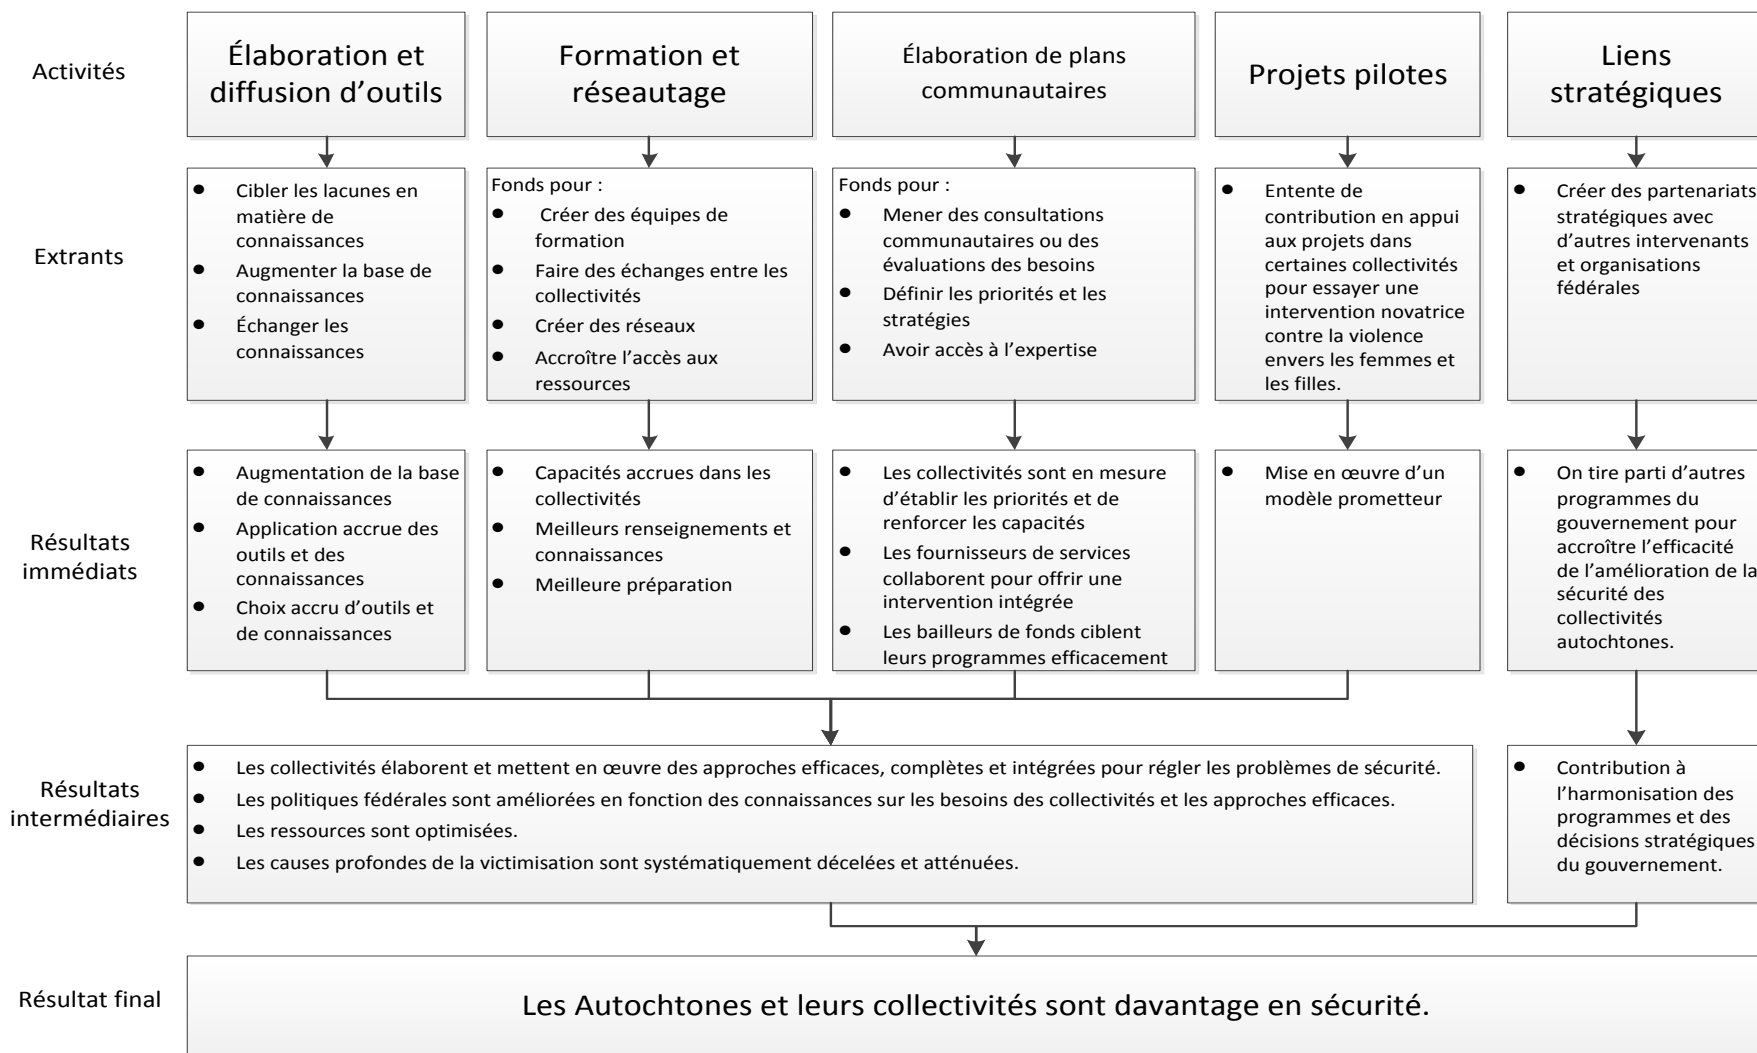 Activités
Élaboration et
diffusion d’outils
Formation et
réseautage
Élaboration de plans
communautaires
Projets pilotes
Liens
stratégiques
Extrants
● Cibler les lacunes en
matière de
connaissances
● Augmenter la base de
connaissances
● Échanger les
connaissances
Fonds pour :
● Créer des équipes de
formation
● Faire des échanges entre les
collectivités
● Créer des réseaux
● Accroître l’accès aux
ressources
Fonds pour :
● Mener des consultations
communautaires ou des
évaluations des besoins
● Définir les priorités et les
stratégies
● Avoir accès à l’expertise
● Entente de
contribution en appui
aux projets dans
certaines collectivités
pour essayer une
intervention novatrice
contre la violence
envers les femmes et
les filles.
● Créer des partenariats
stratégiques avec
d’autres intervenants
et organisations
fédérales
Résultats
immédiats
● Augmentation de la base
de connaissances
● Application accrue des
outils et des
connaissances
● Choix accru d’outils et
de connaissances
● Capacités accrues dans les
collectivités
● Meilleurs renseignements et
connaissances
● Meilleure préparation
● Les collectivités sont en mesure
d’établir les priorités et de
renforcer les capacités
● Les fournisseurs de services
collaborent pour offrir une
intervention intégrée
● Les bailleurs de fonds ciblent
leurs programmes efficacement
● Mise en œuvre d’un
modèle prometteur
● On tire parti d’autres
programmes du
gouvernement pour
accroître l’efficacité
de l’amélioration de la
sécurité des
collectivités
autochtones.
Résultats
intermédiaires
● Les collectivités élaborent et mettent en œuvre des approches efficaces, complètes et intégrées pour régler les problèmes de sécurité.
● Les politiques fédérales sont améliorées en fonction des connaissances sur les besoins des collectivités et les approches efficaces.
● Les ressources sont optimisées.
● Les causes profondes de la victimisation sont systématiquement décelées et atténuées.
● Contribution à
l’harmonisation des
programmes et des
décisions stratégiques
du gouvernement.
Résultat final
Les Autochtones et leurs collectivités sont davantage en sécurité.